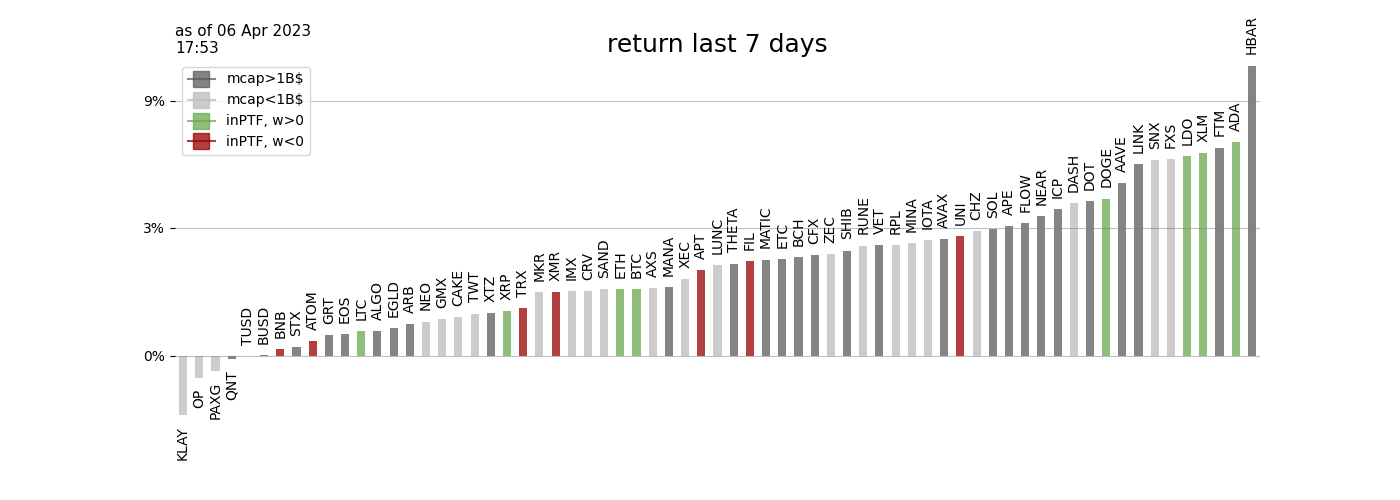 as of 06 Apr 2023
17:53
return last 7 days
mcap>1B$
mcap<1B$
inPTF, w>0
inPTF, w<0
9%
3%
0%
KLAY
OP
PAXG
QNT
TUSD
BUSD
BNB
STX
ATOM
GRT
EOS
LTC
ALGO
EGLD
ARB
NEO
GMX
CAKE
TWT
XTZ
XRP
TRX
MKR
XMR
IMX
CRV
SAND
ETH
BTC
AXS
MANA
XEC
APT
LUNC
THETA
FIL
MATIC
ETC
BCH
CFX
ZEC
SHIB
RUNE
VET
RPL
MINA
IOTA
AVAX
UNI
CHZ
SOL
APE
FLOW
NEAR
ICP
DASH
DOT
DOGE
AAVE
LINK
SNX
FXS
LDO
XLM
FTM
ADA
HBAR